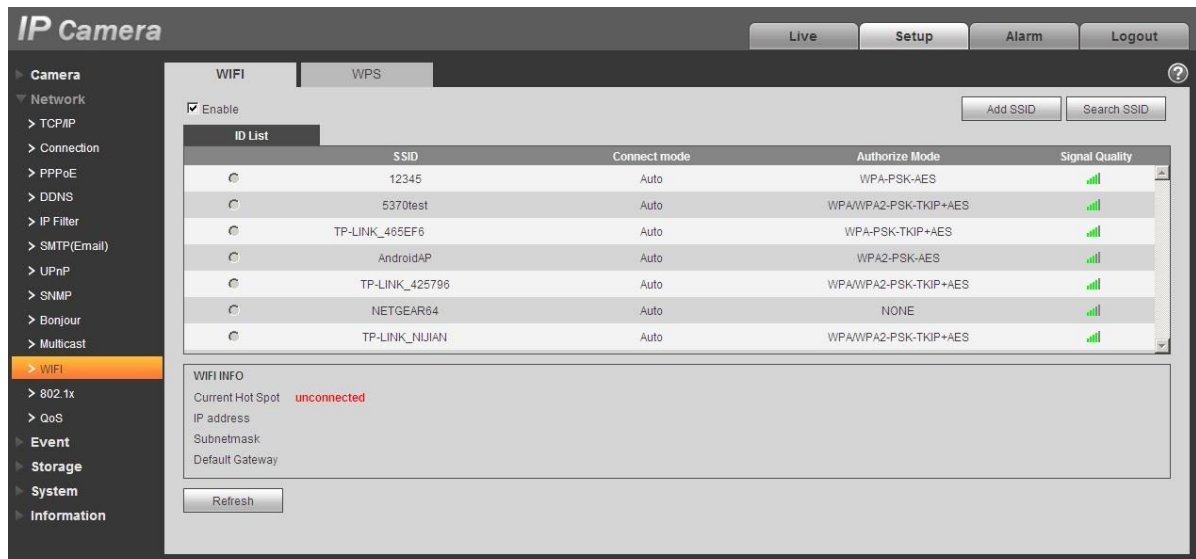 IP Camera
Live Setup Alarm Logout
Camera
Network
> TCP/IP
> Connection
> PPPoE
> DDNS
> IP Filter
> SMTP(Email)
> UPnP
> SNMP
> Bonjour
> Multicast
> WIFI
> 802.1x
> QoS
Event
Storage
System
Information
WIFI WPS
?
Enable Add SSID Search SSID
ID List
SSID Connect mode Authorize Mode Signal Quality
12345 Auto WPA-PSK-AES
5370test Auto WPA/WPA2-PSK-TKIP+AES
TP-LINK_465EF6 Auto WPA-PSK-TKIP+AES
AndroidAP Auto WPA2-PSK-AES
TP-LINK_425796 Auto WPA/WPA2-PSK-TKIP+AES
NETGEAR64 Auto NONE
TP-LINK_NIJIAN Auto WPA/WPA2-PSK-TKIP+AES
WIFI INFO
Current Hot Spot unconnected
IP address
Subnetmask
Default Gateway
Refresh